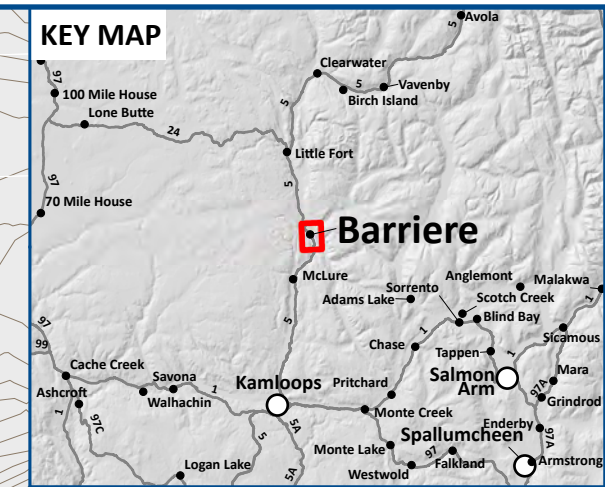 KEY MAP
5
Avola
97
Clearwater
5
Vavenby
100 Mile House
Birch Island
Lone Butte
5
24
Little Fort
97
5
70 Mile House
Barriere
McLure
Anglemont
Malakwa
Sorrento
Scotch Creek
Adams Lake
1
Blind Bay
5
97
1
Sicamous
99
Chase
Tappen
1
Cache Creek
Savona
Kamloops
Pritchard
Salmon
Arm
Mara
97A
Grindrod
Ashcroft
1
Walhachin
Monte Creek
Enderby
1
97C
5
5A
Spallumcheen
97A
Monte Lake
97
Falkland
Armstrong
Logan Lake
5A
Westwold